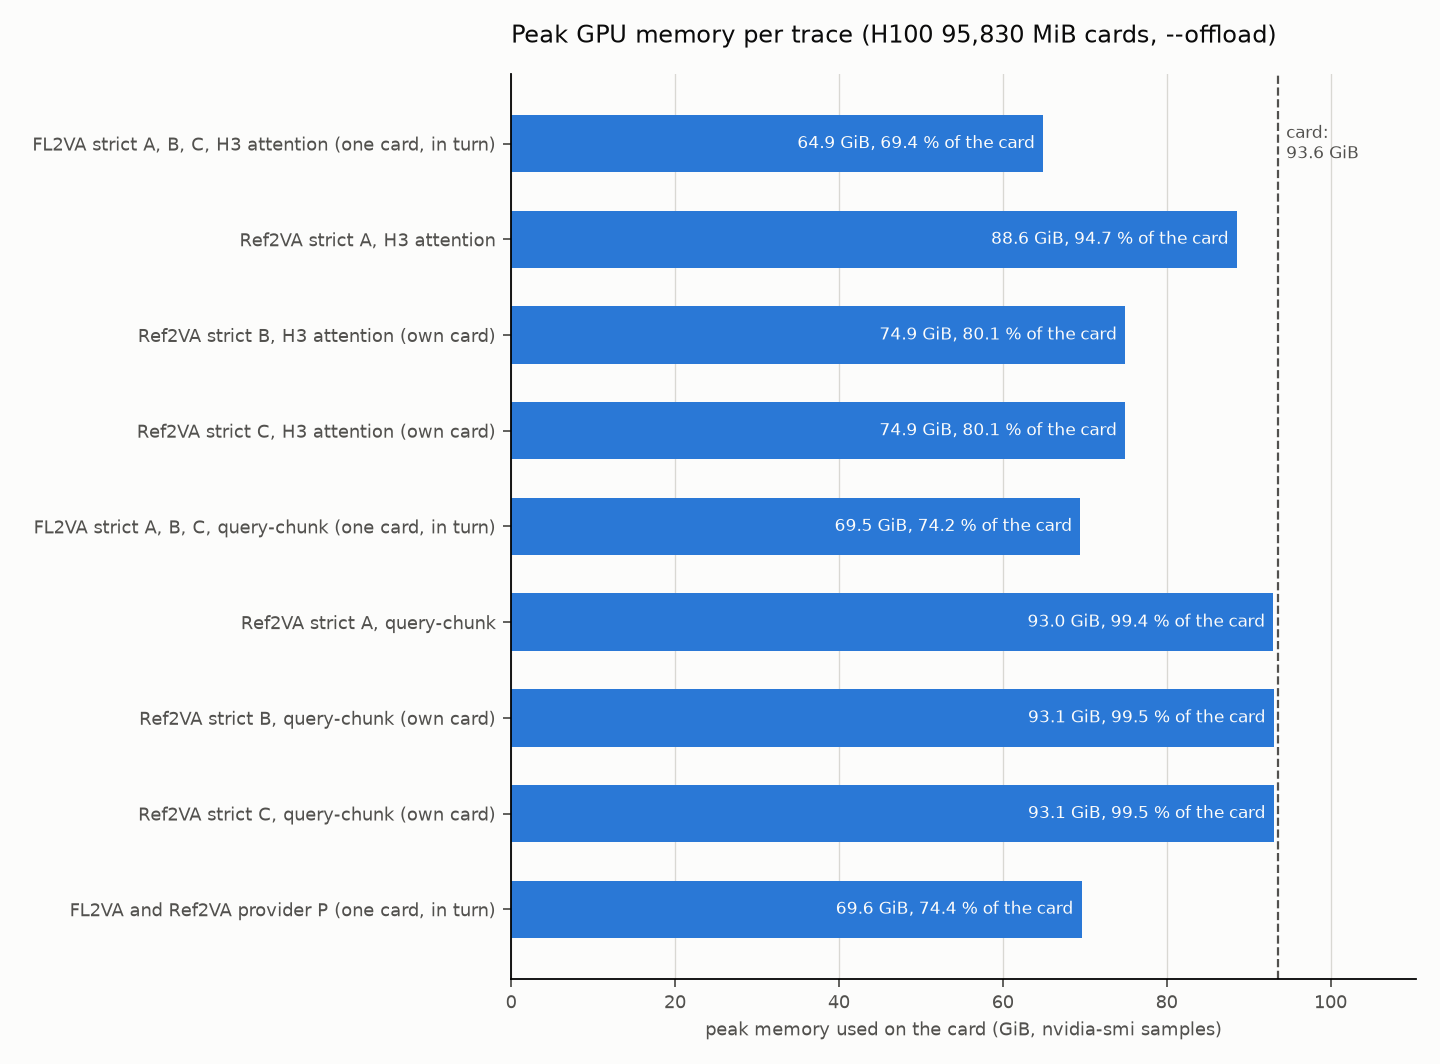 Peak GPU memory per trace (H100 95,830 MiB cards, --offload)
FL2VA strict A, B, C, H3 attention (one card, in turn)
64.9 GiB, 69.4 % of the card
card:
93.6 GiB
Ref2VA strict A, H3 attention
88.6 GiB, 94.7 % of the card
Ref2VA strict B, H3 attention (own card)
74.9 GiB, 80.1 % of the card
Ref2VA strict C, H3 attention (own card)
74.9 GiB, 80.1 % of the card
FL2VA strict A, B, C, query-chunk (one card, in turn)
69.5 GiB, 74.2 % of the card
Ref2VA strict A, query-chunk
93.0 GiB, 99.4 % of the card
Ref2VA strict B, query-chunk (own card)
93.1 GiB, 99.5 % of the card
Ref2VA strict C, query-chunk (own card)
93.1 GiB, 99.5 % of the card
FL2VA and Ref2VA provider P (one card, in turn)
69.6 GiB, 74.4 % of the card
0 20 40 60 80 100
peak memory used on the card (GiB, nvidia-smi samples)